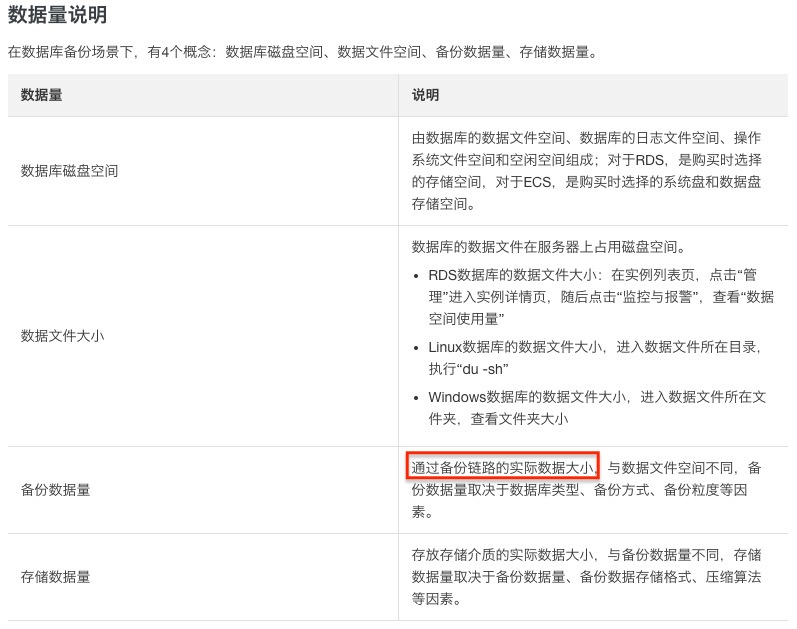 数据量说明
在数据库备份场景下，有4个概念：数据库磁盘空间、数据文件空间、备份数据量、存储数据量。
数据量
说明
数据库磁盘空间
由数据库的数据文件空间、数据库的日志文件空间、操作
系统文件空间和空闲空间组成；对于RDS，是购买时选择
的存储空间，对于ECS，是购买时选择的系统盘和数据盘
存储空间。
数据文件大小
数据库的数据文件在服务器上占用磁盘空间。
• RDS数据库的数据文件大小：在实例列表页，点击“管
理”进入实例详情页，随后点击“监控与报警”，查看“数据
空间使用量”
• Linux数据库的数据文件大小，进入数据文件所在目录，
执行“du -sh”
• Windows数据库的数据文件大小，进入数据文件所在文
件夹，查看文件夹大小
备份数据量
通过备份链路的实际数据大小，与数据文件空间不同，备
份数据量取决于数据库类型、备份方式、备份粒度等因
素。
存储数据量
存放存储介质的实际数据大小，与备份数据量不同，存储
数据量取决于备份数据量、备份数据存储格式、压缩算法
等因素。